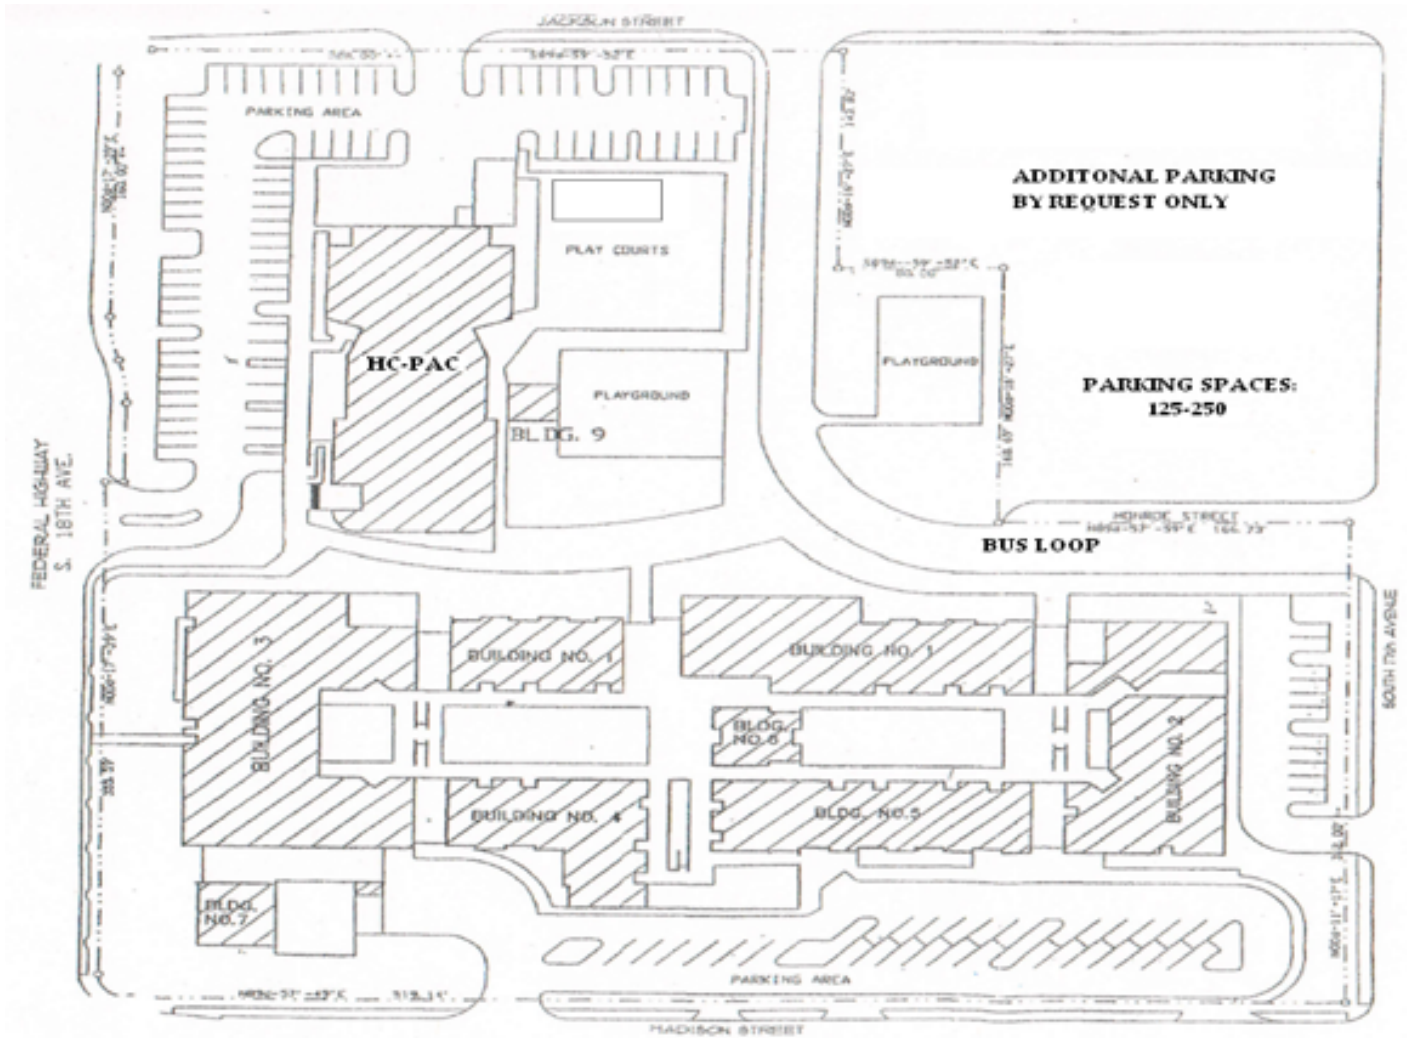 JACKSON STREET
S89°-59'-52"E
PARKING AREA
ADDITONAL PARKING
BY REQUEST ONLY
PLAY COURTS
HC-PAC
PLAYGROUND
PLAYGROUND
PARKING SPACES:
125-250
BLDG. 9
FEDERAL HIGHWAY
S. 18TH AVE.
MONROE STREET
BUS LOOP
SOUTH 17th AVENUE
BUILDING NO. 3
BUILDING NO. 1
BUILDING NO. 1
BLDG.
NO.6
BUILDING NO. 2
BUILDING NO. 4
BLDG. NO.5
BLDG.
NO.7
PARKING AREA
MADISON STREET